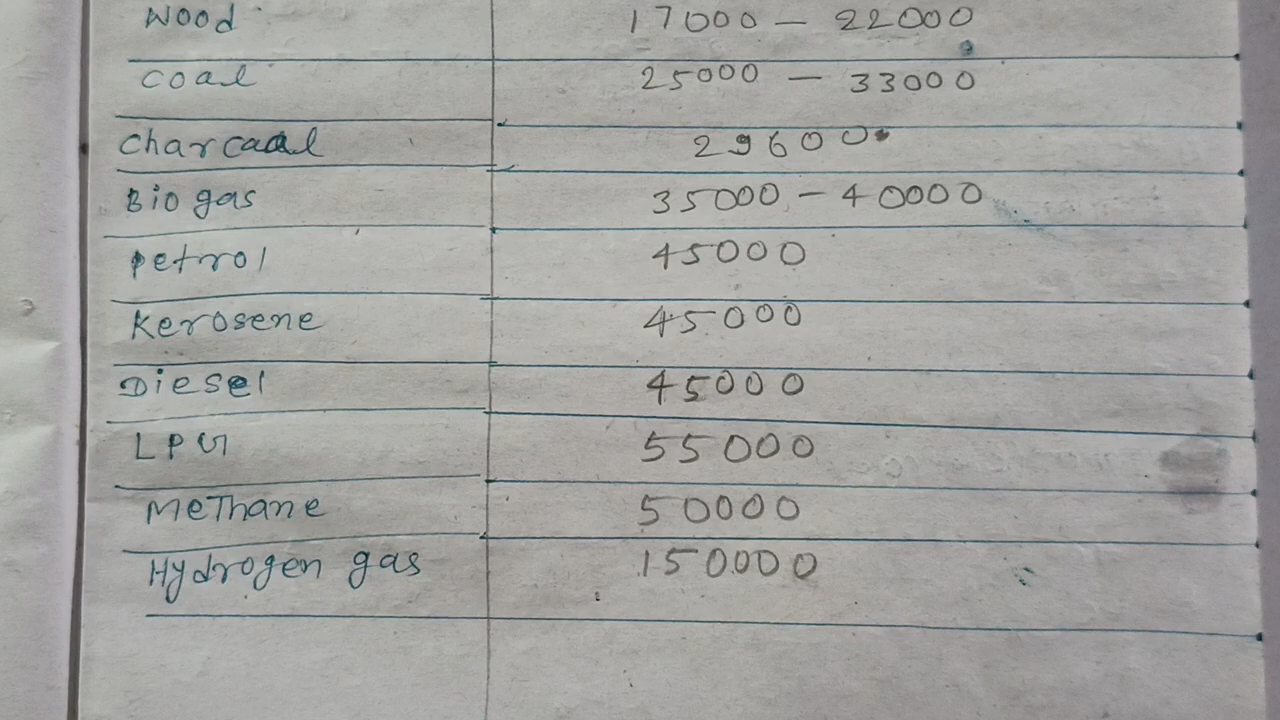 Wood 17000 - 22000
coal 25000 - 33000
charcaal 29600
Bio gas 35000 - 40000
petrol 45000
Kerosene 45000
Diesel 45000
LPG 55000
Methane 50000
Hydrogen gas 150000